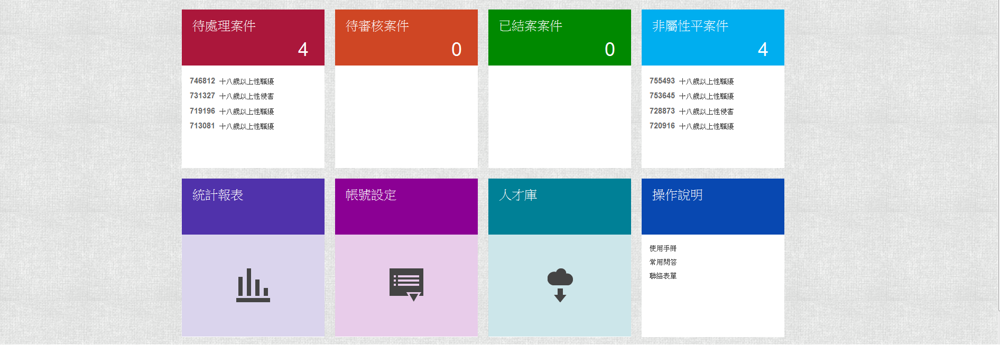 待處理案件
4
746812 十八歲以上性騷擾
731327 十八歲以上性侵害
719196 十八歲以上性騷擾
713081 十八歲以上性騷擾
待審核案件
0
已結案案件
0
非屬性平案件
4
755493 十八歲以上性騷擾
753645 十八歲以上性騷擾
728873 十八歲以上性侵害
720916 十八歲以上性騷擾
統計報表
帳號設定
人才庫
操作說明
使用手冊
常用問答
聯絡表單